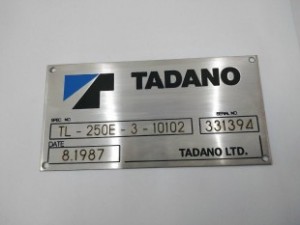 TADANO
SPEC. NO. SERIAL NO.
TL - 250E - 3 - 10102 331394
DATE
8.1987 TADANO LTD.